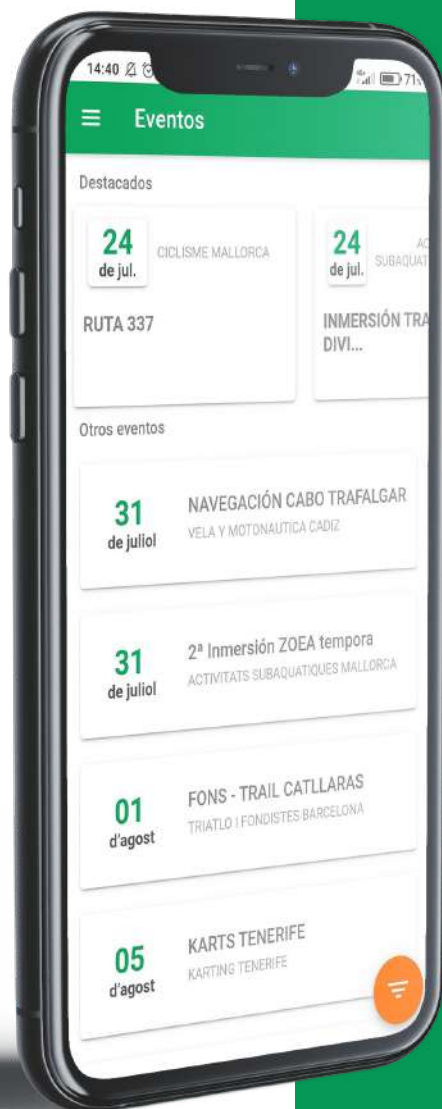 14:40
71%
Eventos
Destacados
24
de jul.
CICLISME MALLORCA
RUTA 337
24
de jul.
AC
SUBAQUAT
INMERSIÓN TRA
DIVI...
Otros eventos
31
de juliol
NAVEGACIÓN CABO TRAFALGAR
VELA Y MOTONAUTICA CADIZ
31
de juliol
2ª Inmersión ZOEA tempora
ACTIVITATS SUBAQUATIQUES MALLORCA
01
d'agost
FONS - TRAIL CATLLARAS
TRIATLO I FONDISTES BARCELONA
05
d'agost
KARTS TENERIFE
KARTING TENERIFE